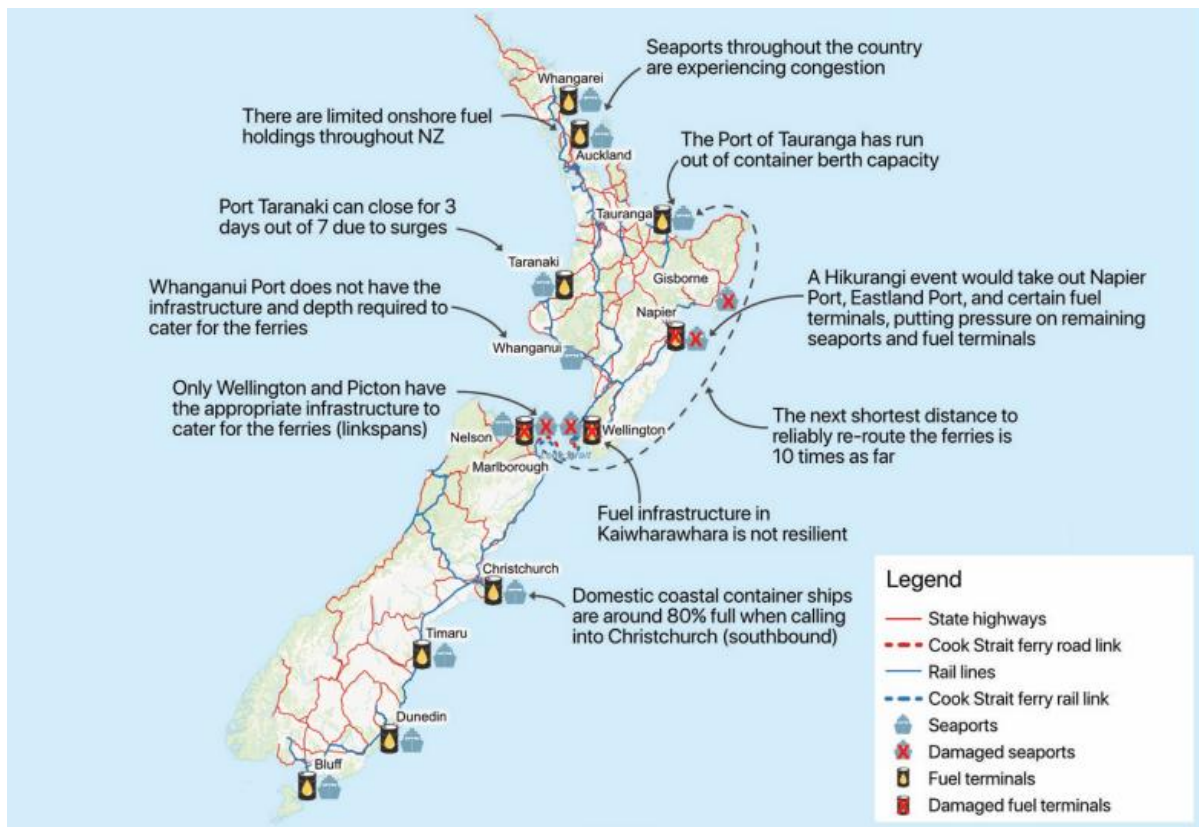 Seaports throughout the country
are experiencing congestion
Whangarei
There are limited onshore fuel
holdings throughout NZ
Auckland
The Port of Tauranga has run
out of container berth capacity
Port Taranaki can close for 3
days out of 7 due to surges
Tauranga
Taranaki
Gisborne
Whanganui Port does not have the
infrastructure and depth required to
cater for the ferries
A Hikurangi event would take out Napier
Port, Eastland Port, and certain fuel
terminals, putting pressure on remaining
seaports and fuel terminals
Napier
Whanganui
Only Wellington and Picton have
the appropriate infrastructure to
cater for the ferries (linkspans)
The next shortest distance to
reliably re-route the ferries is
10 times as far
Nelson
Wellington
Marlborough
Fuel infrastructure in
Kaiwharawhara is not resilient
Christchurch
Domestic coastal container ships
are around 80% full when calling
into Christchurch (southbound)
Timaru
Dunedin
Bluff
Legend
State highways
Cook Strait ferry road link
Rail lines
Cook Strait ferry rail link
Seaports
Damaged seaports
Fuel terminals
Damaged fuel terminals